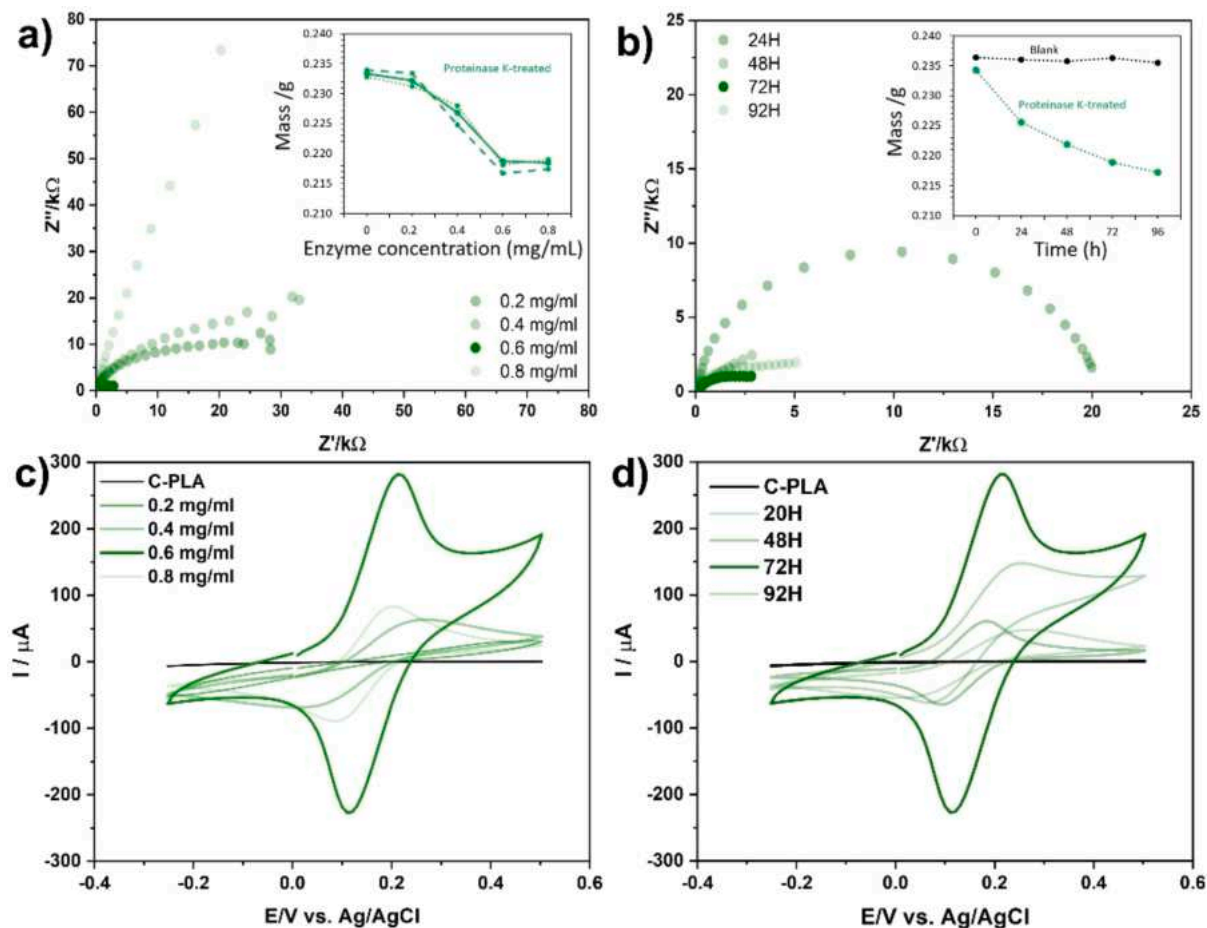 a)
80
70
60
50
40
30
20
10
0
Z''/kΩ
0 10 20 30 40 50 60 70 80
Z'/kΩ
0.240
0.235
0.230
0.225
0.220
0.215
0.210
Mass /g
Proteinase K-treated
0 0.2 0.4 0.6 0.8
Enzyme concentration (mg/mL)
0.2 mg/ml
0.4 mg/ml
0.6 mg/ml
0.8 mg/ml
b)
25
20
15
10
5
0
Z''/kΩ
0 5 10 15 20 25
Z'/kΩ
24H
48H
72H
92H
0.240
0.235
0.230
0.225
0.220
0.215
0.210
Mass /g
Blank
Proteinase K-treated
0 24 48 72 96
Time (h)
c)
300
200
100
0
-100
-200
-300
I / μA
C-PLA
0.2 mg/ml
0.4 mg/ml
0.6 mg/ml
0.8 mg/ml
-0.4 -0.2 0.0 0.2 0.4 0.6
E/V vs. Ag/AgCl
d)
300
200
100
0
-100
-200
-300
I / μA
C-PLA
20H
48H
72H
92H
-0.4 -0.2 0.0 0.2 0.4 0.6
E/V vs. Ag/AgCl